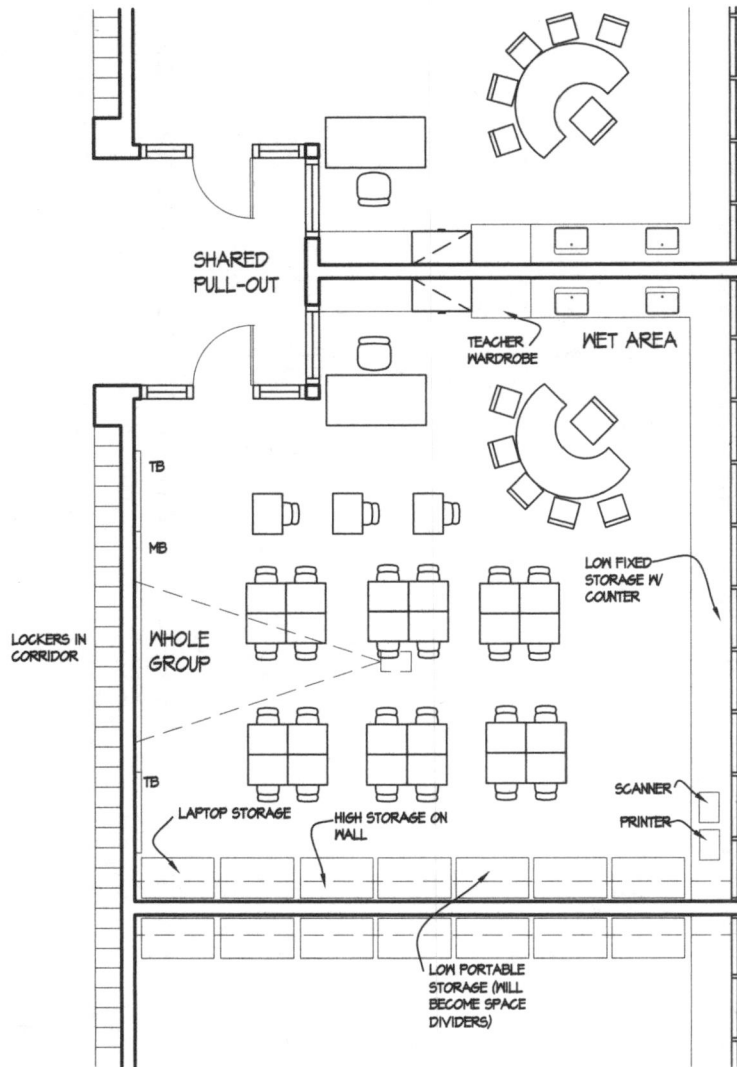 SHARED
PULL-OUT
TEACHER
WARDROBE
WET AREA
TB
MB
LOW FIXED
STORAGE W/
COUNTER
LOCKERS IN
CORRIDOR
WHOLE
GROUP
TB
SCANNER
LAPTOP STORAGE
HIGH STORAGE ON
WALL
PRINTER
LOW PORTABLE
STORAGE (WILL
BECOME SPACE
DIVIDERS)